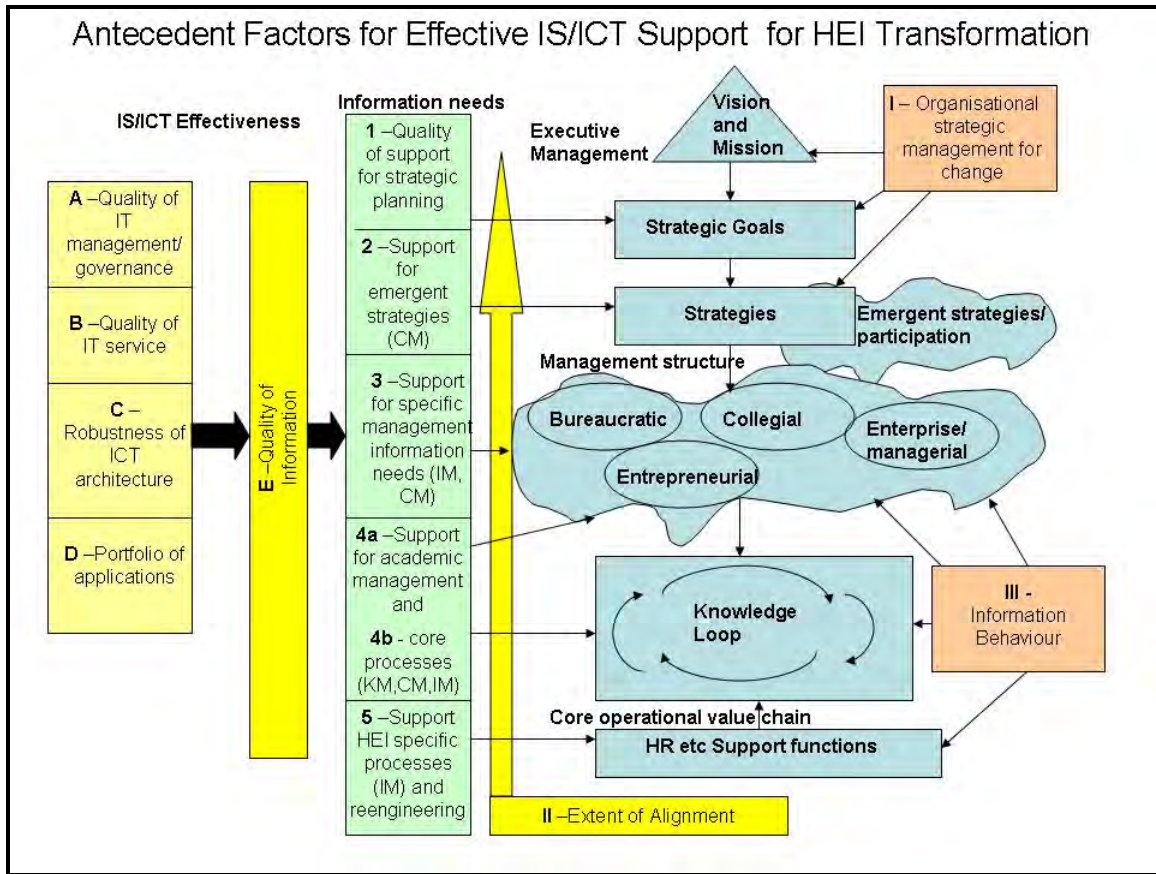 Antecedent Factors for Effective IS/ICT Support for HEI Transformation
IS/ICT Effectiveness
A –Quality of
IT
management/
governance
B –Quality of
IT service
C –
Robustness of
ICT
architecture
D –Portfolio of
applications
E –Quality of
Information
Information needs
1 –Quality
of support
for strategic
planning
2 –Support
for
emergent
strategies
(CM)
3 –Support
for specific
management
information
needs (IM,
CM)
4a –Support
for academic
management
and
4b - core
processes
(KM,CM,IM)
5 –Support
HEI specific
processes
(IM) and
reengineering
II –Extent of Alignment
Executive
Management
Vision
and
Mission
I – Organisational
strategic
management for
change
Strategic Goals
Strategies
Emergent strategies/
participation
Management structure
Bureaucratic
Collegial
Enterprise/
managerial
Entrepreneurial
Knowledge
Loop
III -
Information
Behaviour
Core operational value chain
HR etc Support functions